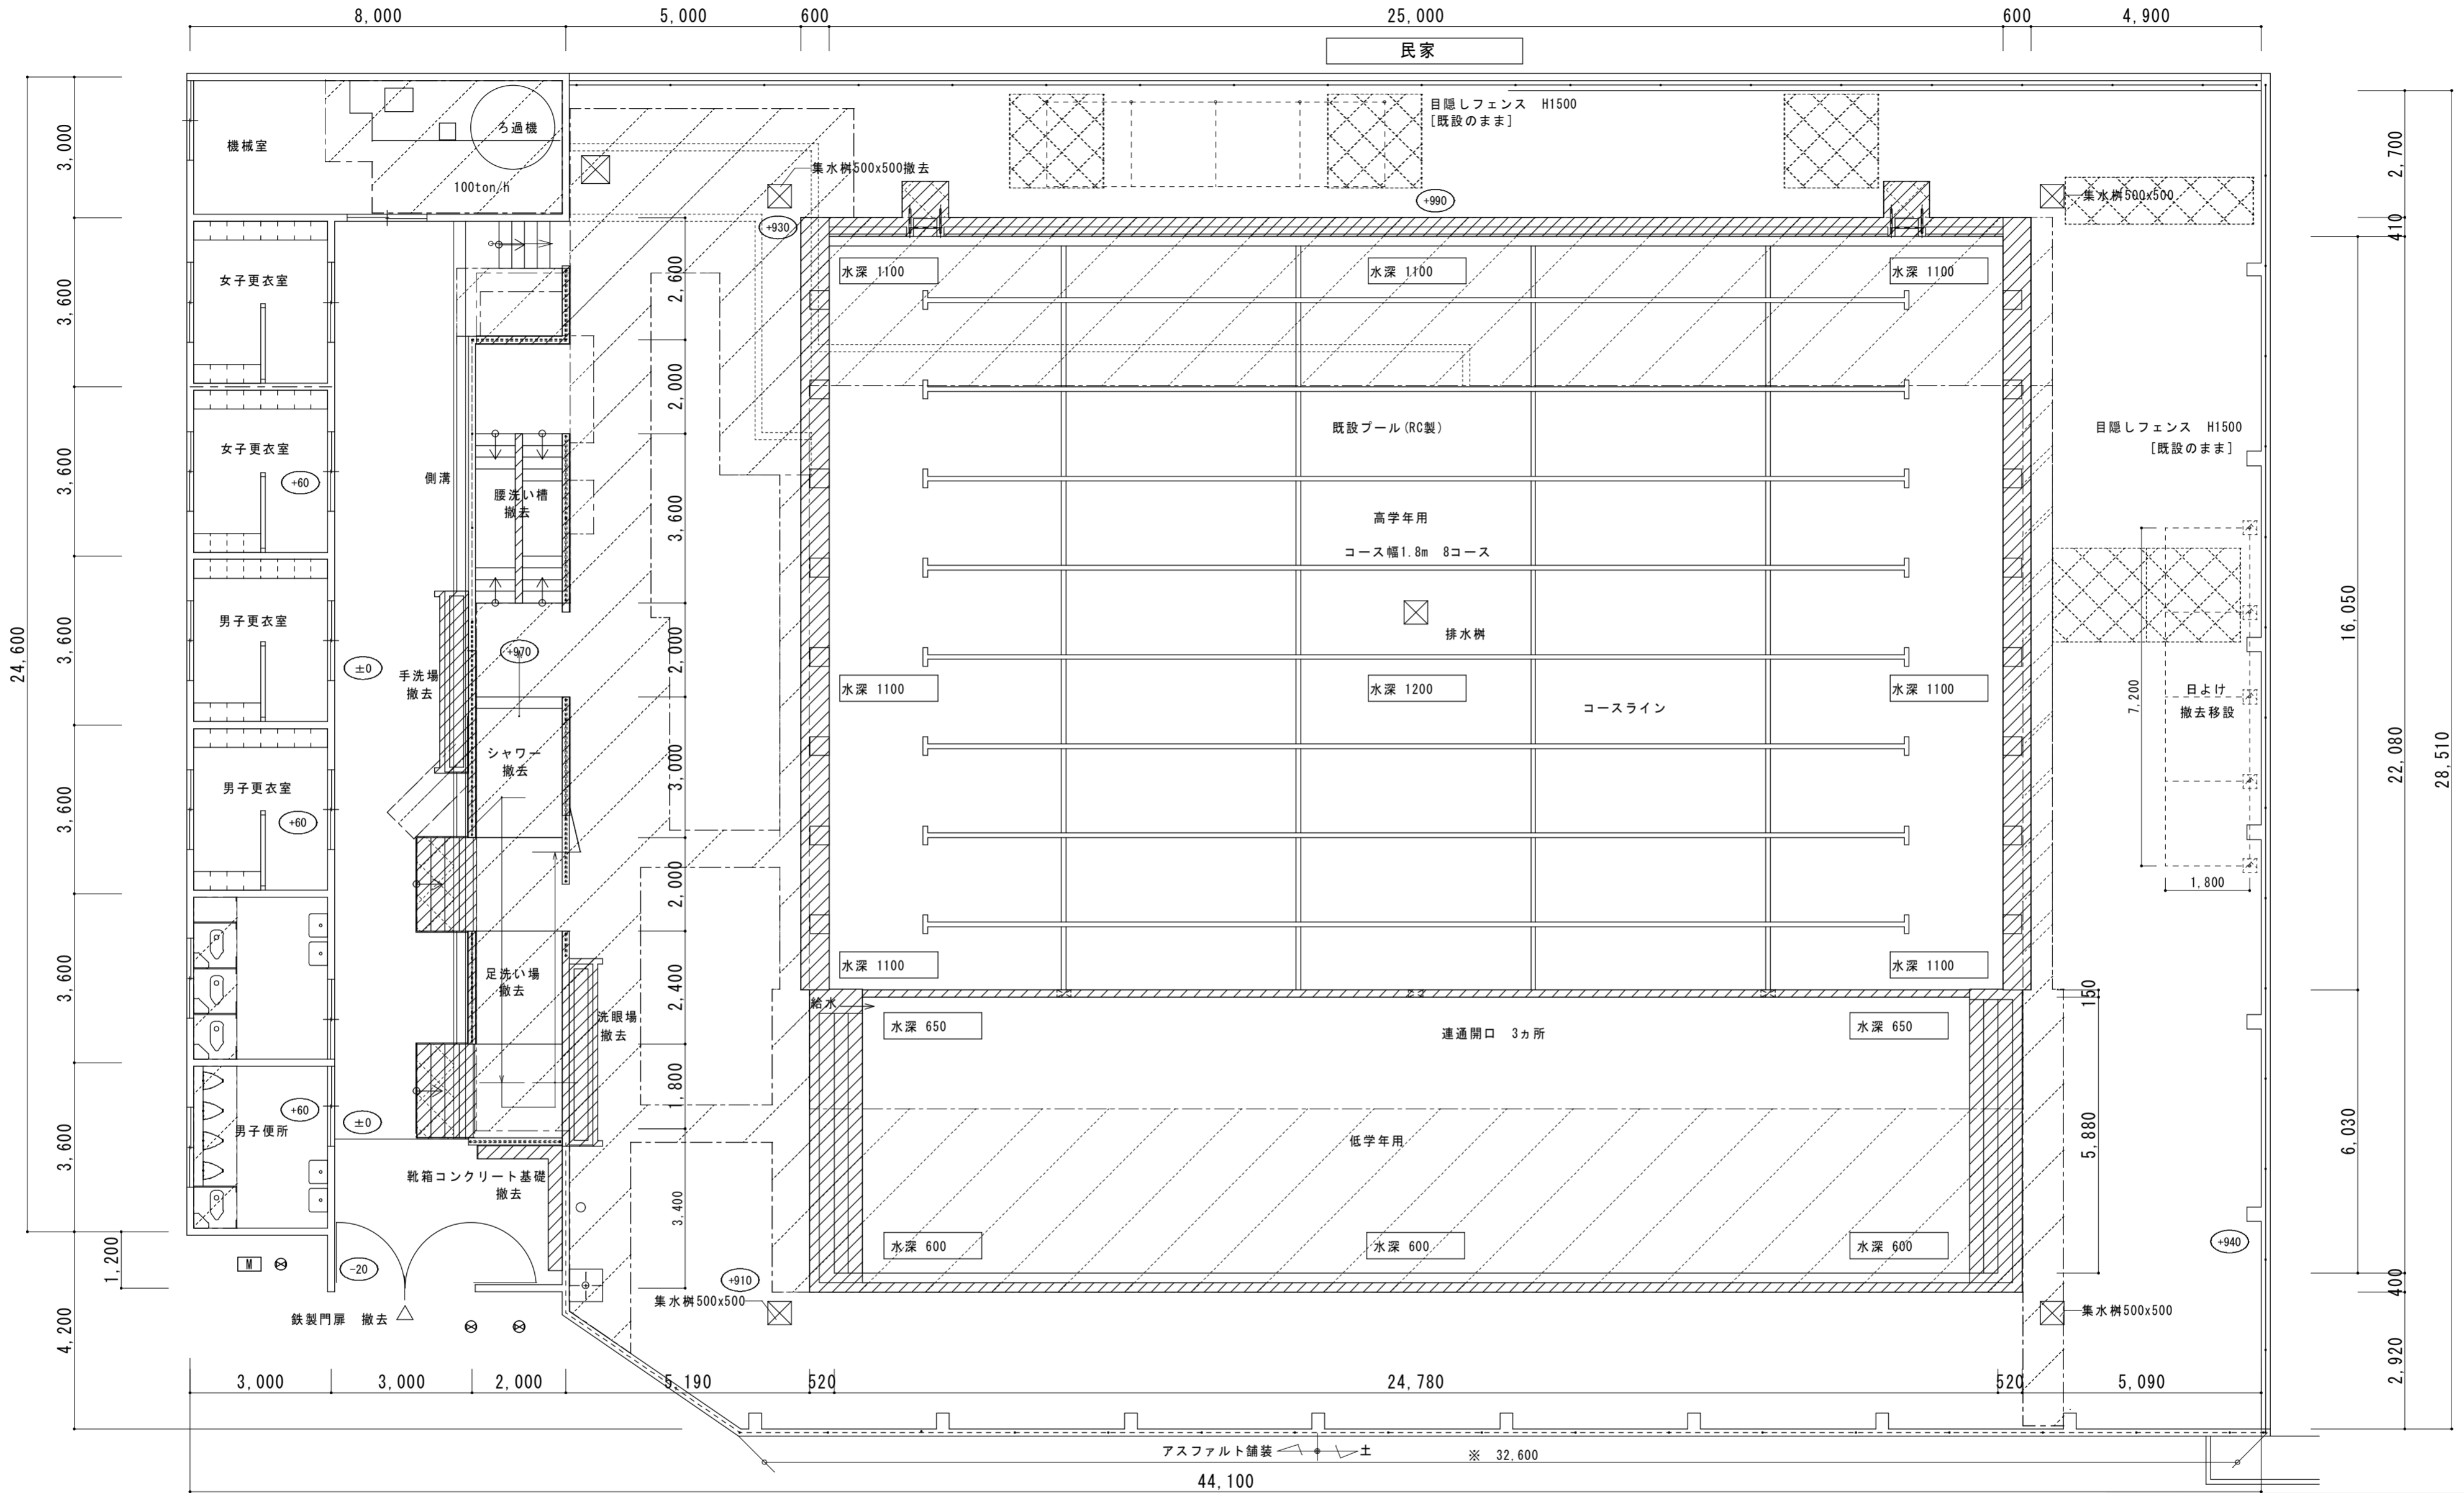 8,000
5,000
600
25,000
600
4,900
民家
機械室
ろ過機
100ton/h
目隠しフェンス H1500
[既設のまま]
集水桝500x500撤去
集水桝500x500
+930
+990
3,000
2,700
410
女子更衣室
水深 1100
水深 1100
水深 1100
3,600
2,600
2,000
既設プール(RC製)
目隠しフェンス H1500
[既設のまま]
女子更衣室
+60
側溝
腰洗い槽
撤去
3,600
3,600
高学年用
コース幅1.8m 8コース
排水桝
男子更衣室
±0
手洗場
撤去
+970
2,000
3,600
24,600
水深 1100
水深 1200
水深 1100
コースライン
日よけ
撤去移設
7,200
1,800
16,050
22,080
28,510
シャワー
撤去
3,000
男子更衣室
+60
3,600
2,000
足洗い場
撤去
2,400
3,600
水深 1100
水深 1100
給水
洗眼場
撤去
水深 650
連通開口 3ヵ所
水深 650
150
1,800
+60
±0
男子便所
3,600
低学年用
5,880
6,030
靴箱コンクリート基礎
撤去
3,400
水深 600
水深 600
水深 600
+940
M
-20
+910
1,200
400
集水桝500x500
集水桝500x500
鉄製門扉 撤去
4,200
2,920
3,000
3,000
2,000
5,190
520
24,780
520
5,090
アスファルト舗装
土
※ 32,600
44,100